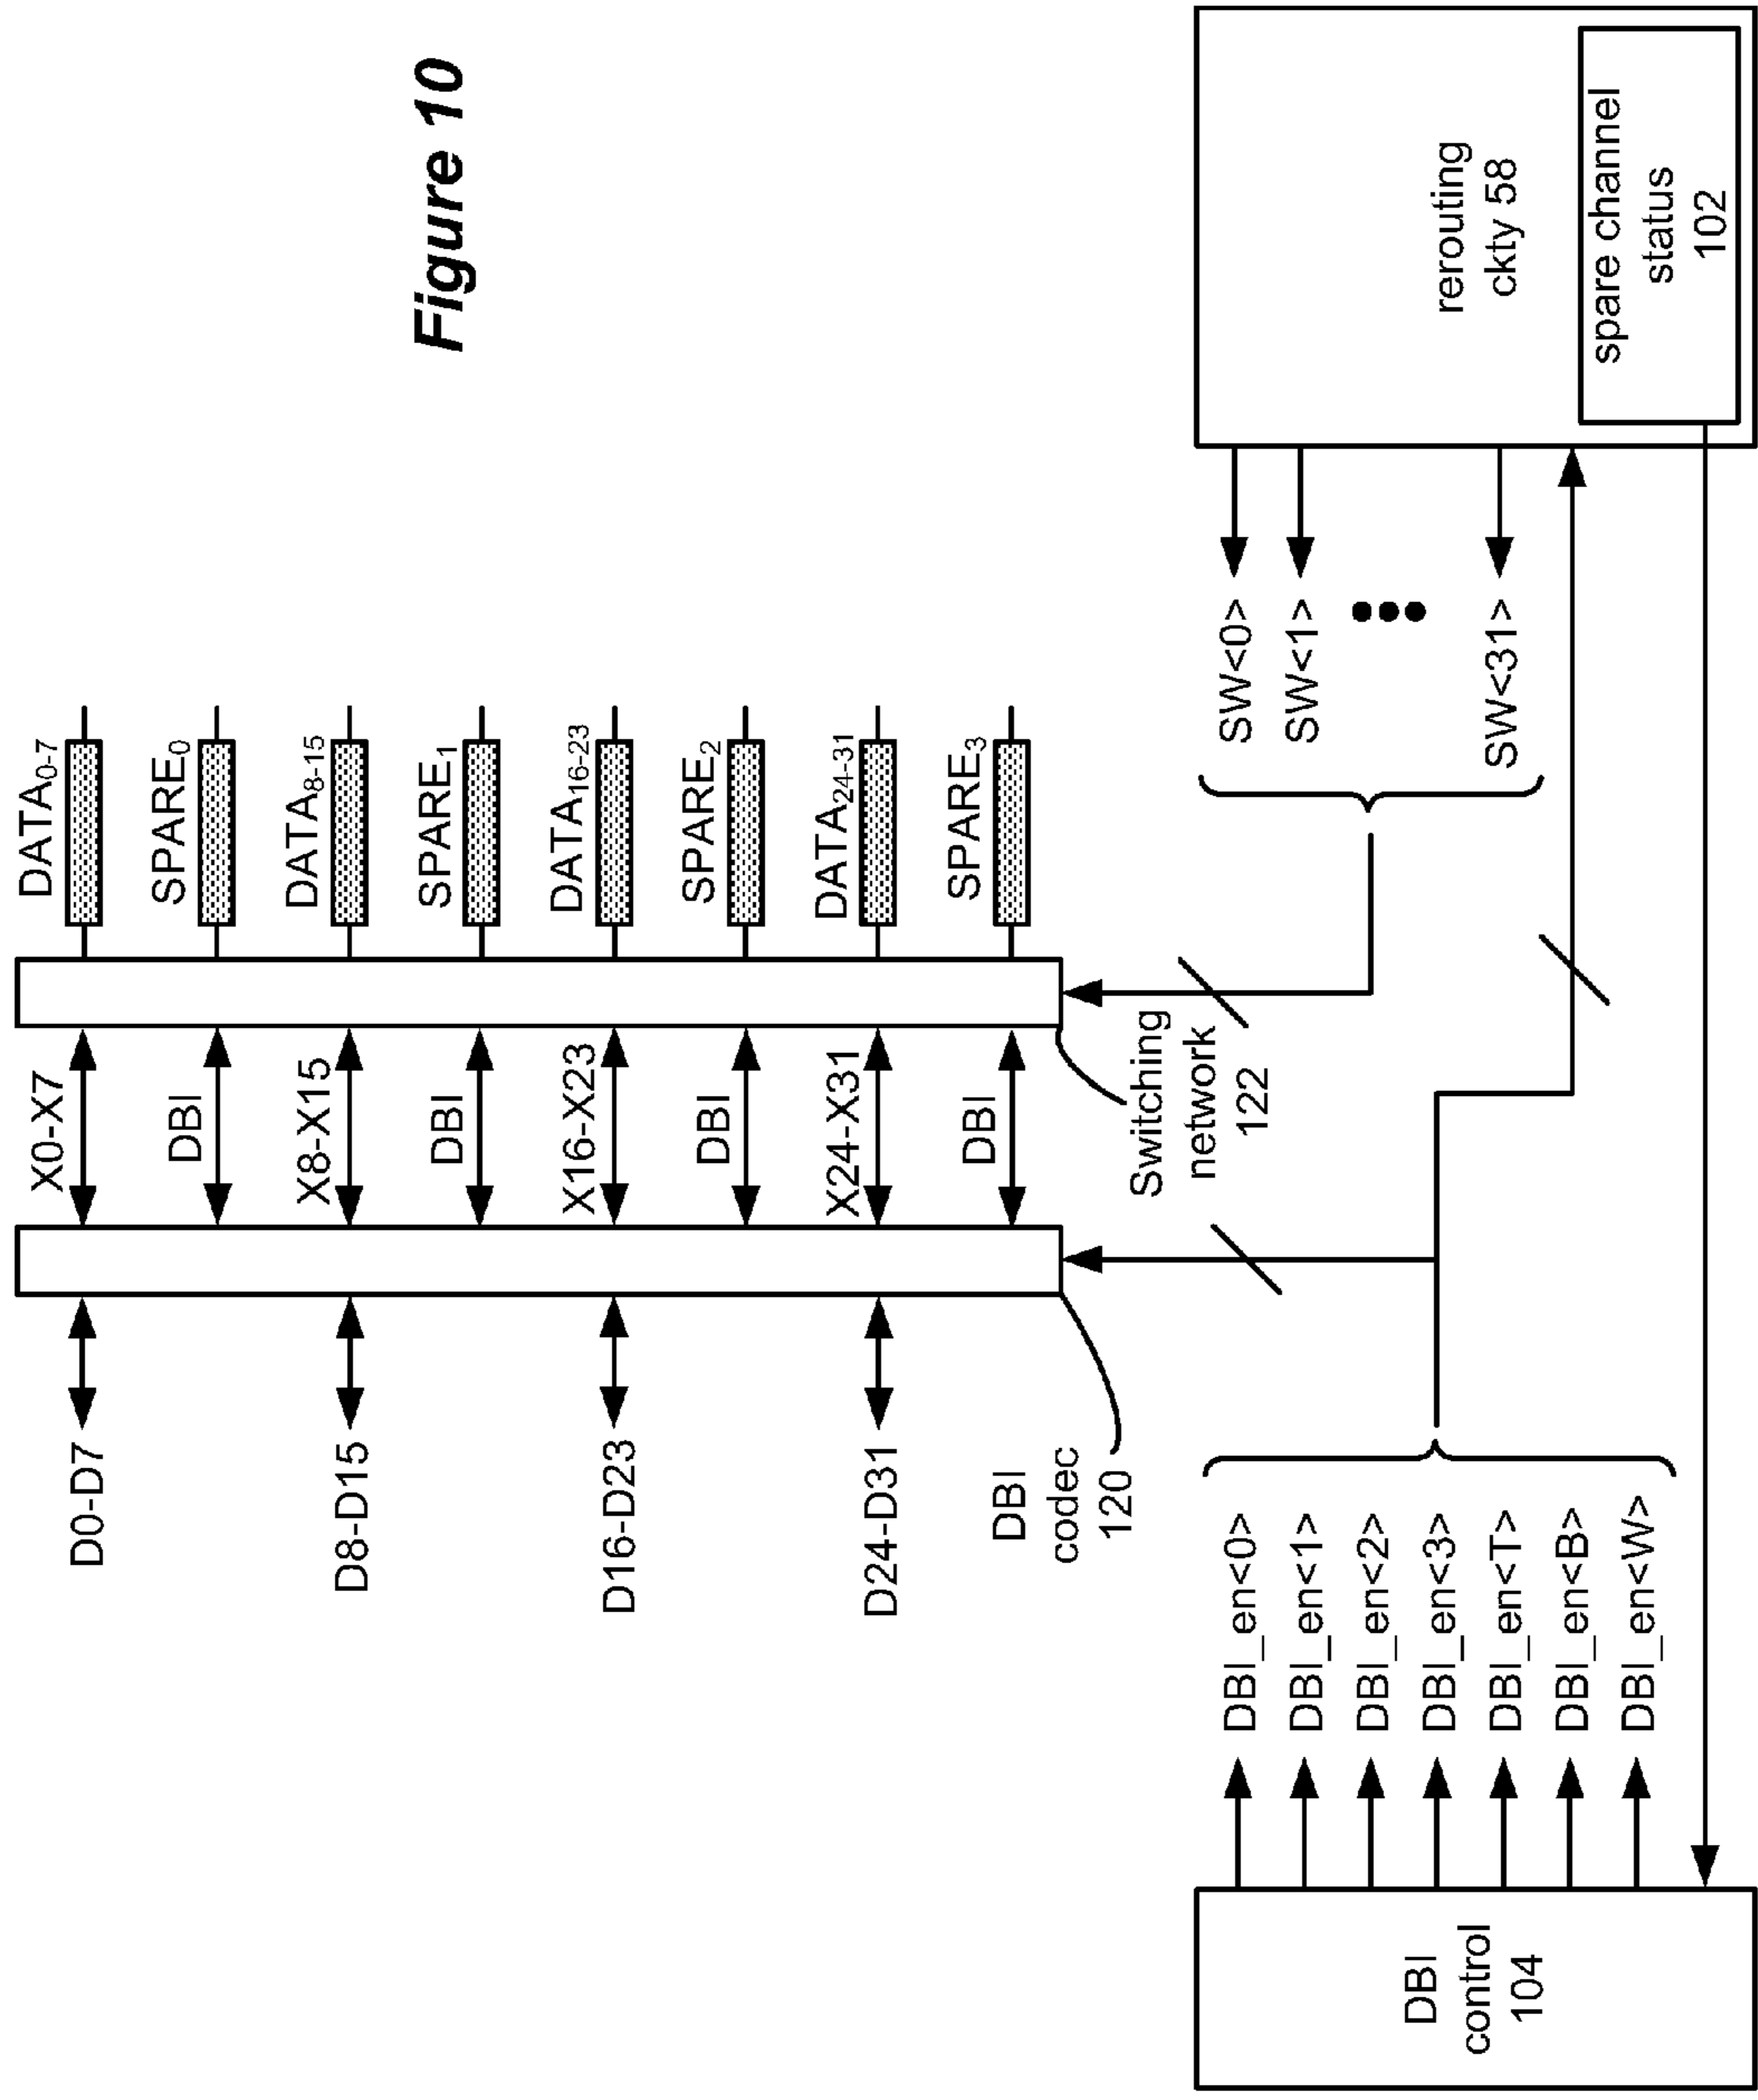 Figure 10
D0-D7
X0-X7
DATA0-7
DBI
SPARE0
D8-D15
X8-X15
DATA8-15
DBI
SPARE1
D16-D23
X16-X23
DATA16-23
DBI
SPARE2
D24-D31
X24-X31
DATA24-31
DBI
SPARE3
DBI
codec
120
Switching
network
122
DBI
control
104
DBI_en<0>
DBI_en<1>
DBI_en<2>
DBI_en<3>
DBI_en<T>
DBI_en<B>
DBI_en<W>
SW<0>
SW<1>
SW<31>
rerouting
ckty 58
spare channel
status
102